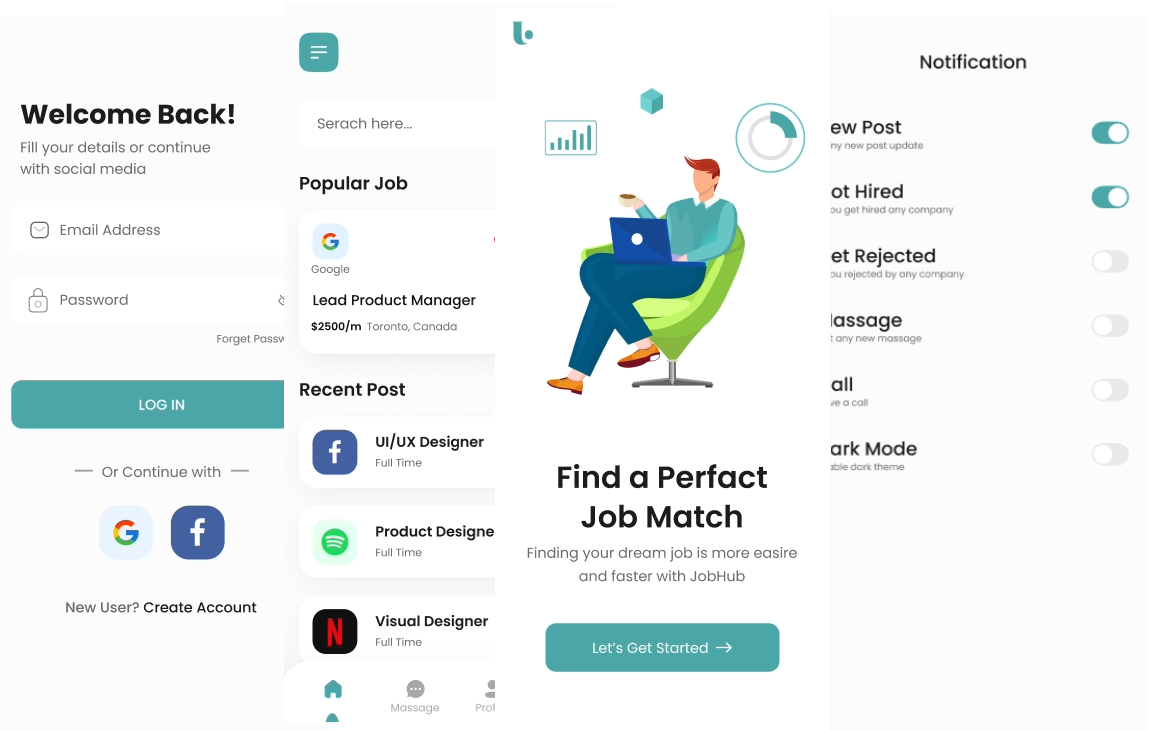 Welcome Back!
Fill your details or continue
with social media
Email Address
Password
Forget Passw
LOG IN
Or Continue with
New User? Create Account
Serach here...
Popular Job
Google
Lead Product Manager
$2500/m Toronto, Canada
Recent Post
UI/UX Designer
Full Time
Product Designe
Full Time
Visual Designer
Full Time
Massage
Prof
Find a Perfact
Job Match
Finding your dream job is more easire
and faster with JobHub
Let's Get Started
Notification
ew Post
ny new post update
ot Hired
ou get hired any company
et Rejected
ou rejected by any company
assage
t any new massage
all
ve a call
ark Mode
able dark theme